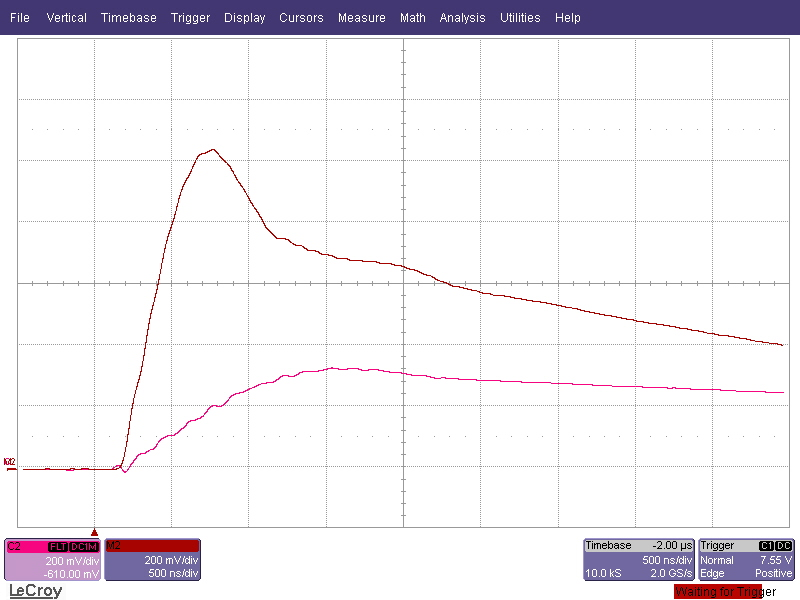 File Vertical Timebase Trigger Display Cursors Measure Math Analysis Utilities Help
C2 FLT DC1M
200 mV/div
-610.00 mV
M2
200 mV/div
500 ns/div
Timebase -2.00 µs
500 ns/div
10.0 kS 2.0 GS/s
Trigger C1 DC
Normal 7.55 V
Edge Positive
LeCroy
Waiting for Trigger